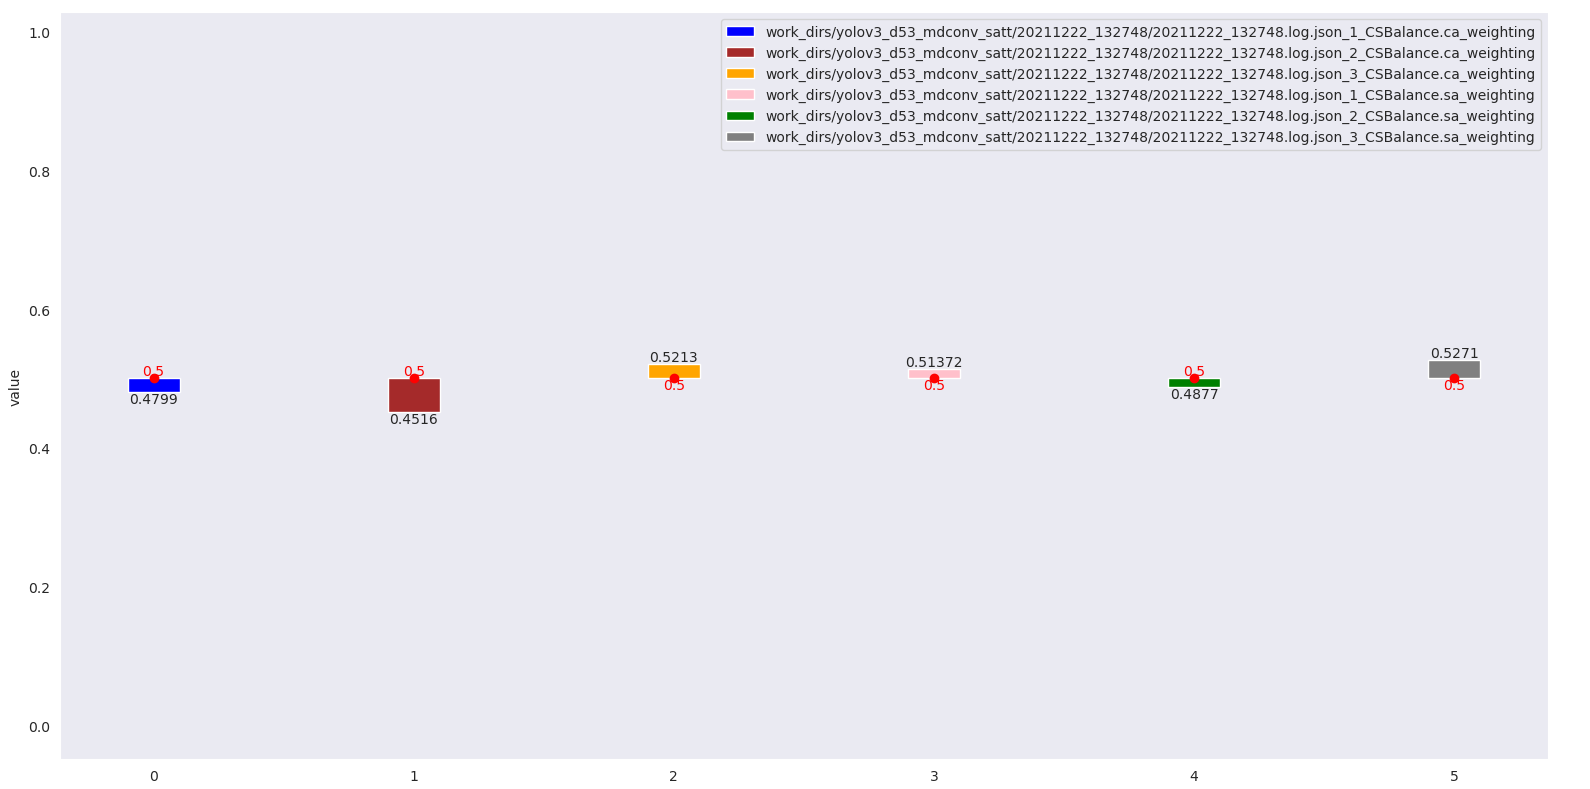 1.0
0.8
0.6
0.4
0.2
0.0
value
work_dirs/yolov3_d53_mdconv_satt/20211222_132748/20211222_132748.log.json_1_CSBalance.ca_weighting
work_dirs/yolov3_d53_mdconv_satt/20211222_132748/20211222_132748.log.json_2_CSBalance.ca_weighting
work_dirs/yolov3_d53_mdconv_satt/20211222_132748/20211222_132748.log.json_3_CSBalance.ca_weighting
work_dirs/yolov3_d53_mdconv_satt/20211222_132748/20211222_132748.log.json_1_CSBalance.sa_weighting
work_dirs/yolov3_d53_mdconv_satt/20211222_132748/20211222_132748.log.json_2_CSBalance.sa_weighting
work_dirs/yolov3_d53_mdconv_satt/20211222_132748/20211222_132748.log.json_3_CSBalance.sa_weighting
0.5
0.4799
0.5
0.4516
0.5213
0.5
0.51372
0.5
0.5
0.4877
0.5271
0.5
0 1 2 3 4 5